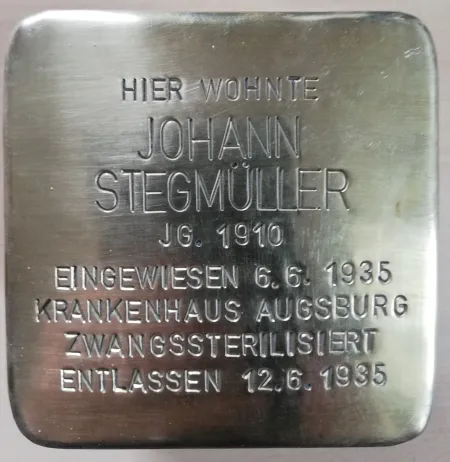 HIER WOHNTE
JOHANN
STEGMÜLLER
JG. 1910
EINGEWIESEN 6.6.1935
KRANKENHAUS AUGSBURG
ZWANGSSTERILISIERT
ENTLASSEN 12.6.1935